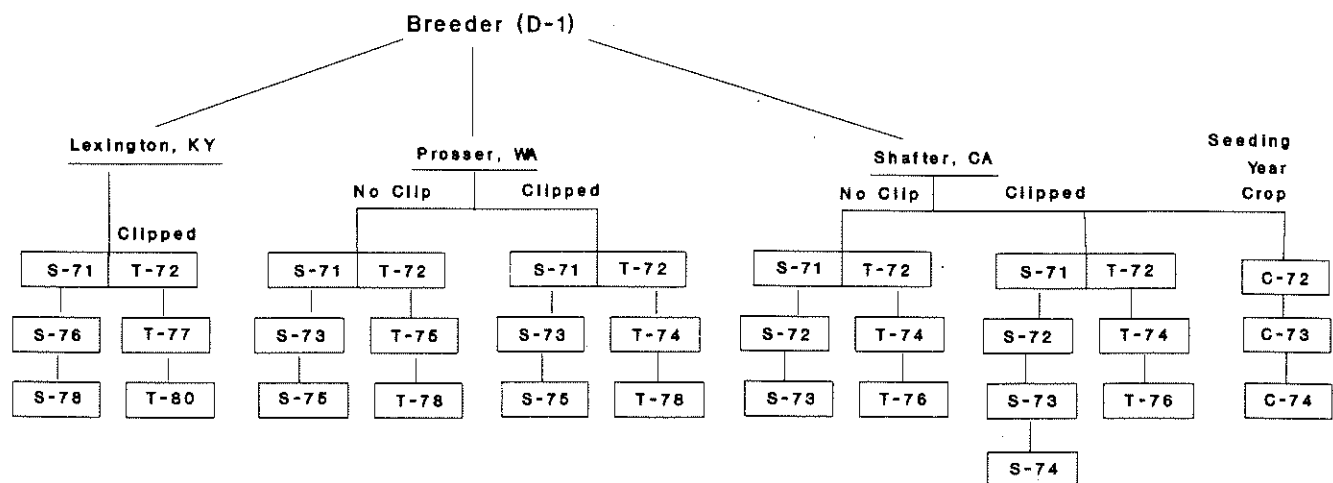 Breeder (D-1)
Lexington, KY
Prosser, WA
Shafter, CA
Seeding
Year
Crop
Clipped
No Clip
Clipped
No Clip
Clipped
S-71 T-72
S-76 T-77
S-78 T-80
S-71 T-72
S-73 T-75
S-75 T-78
S-71 T-72
S-73 T-74
S-75 T-78
S-71 T-72
S-72 T-74
S-73 T-76
S-71 T-72
S-72 T-74
S-73 T-76
S-74
C-72
C-73
C-74